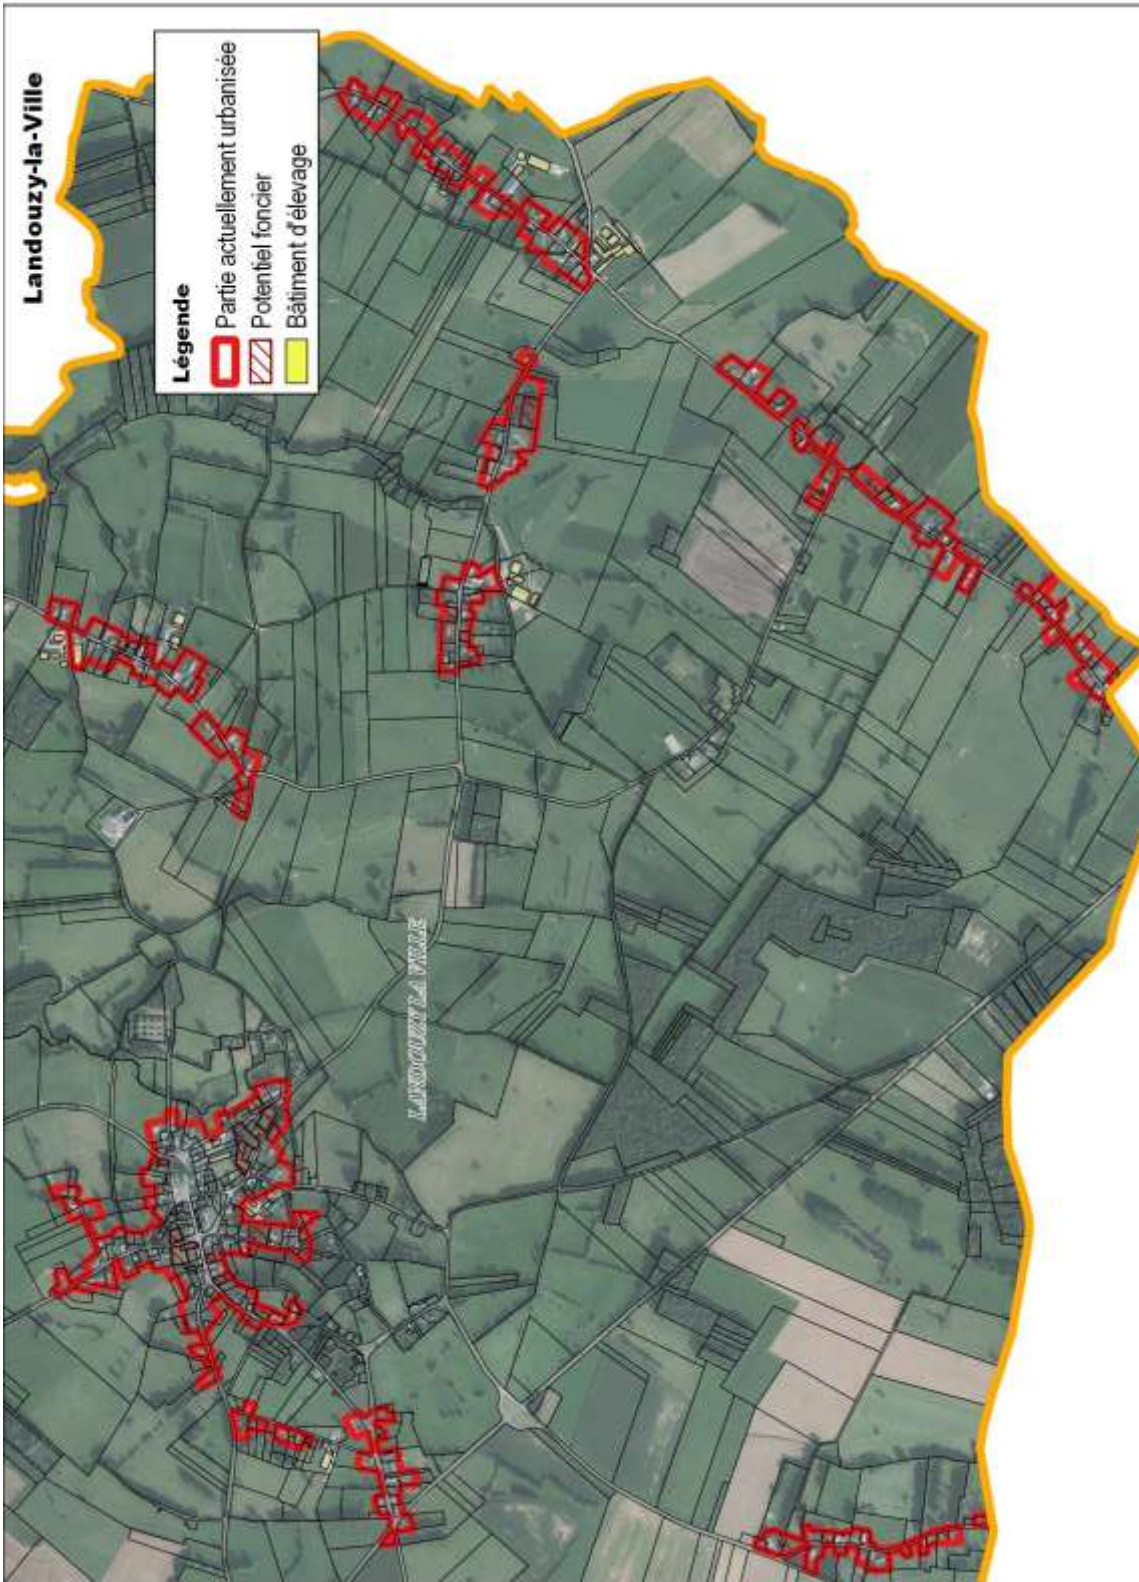 Landouzy-la-Ville
Légende
Partie actuellement urbanisée
Potentiel foncier
Bâtiment d'élevage
LANDOUZY LA VILLE